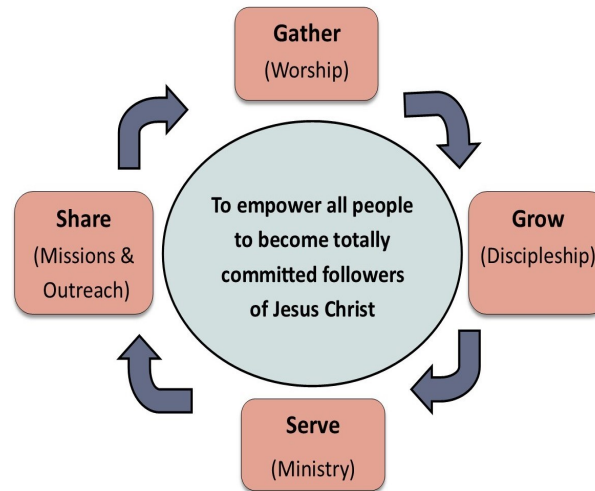 Gather
(Worship)
Share
(Missions &
Outreach)
To empower all people
to become totally
committed followers
of Jesus Christ
Grow
(Discipleship)
Serve
(Ministry)